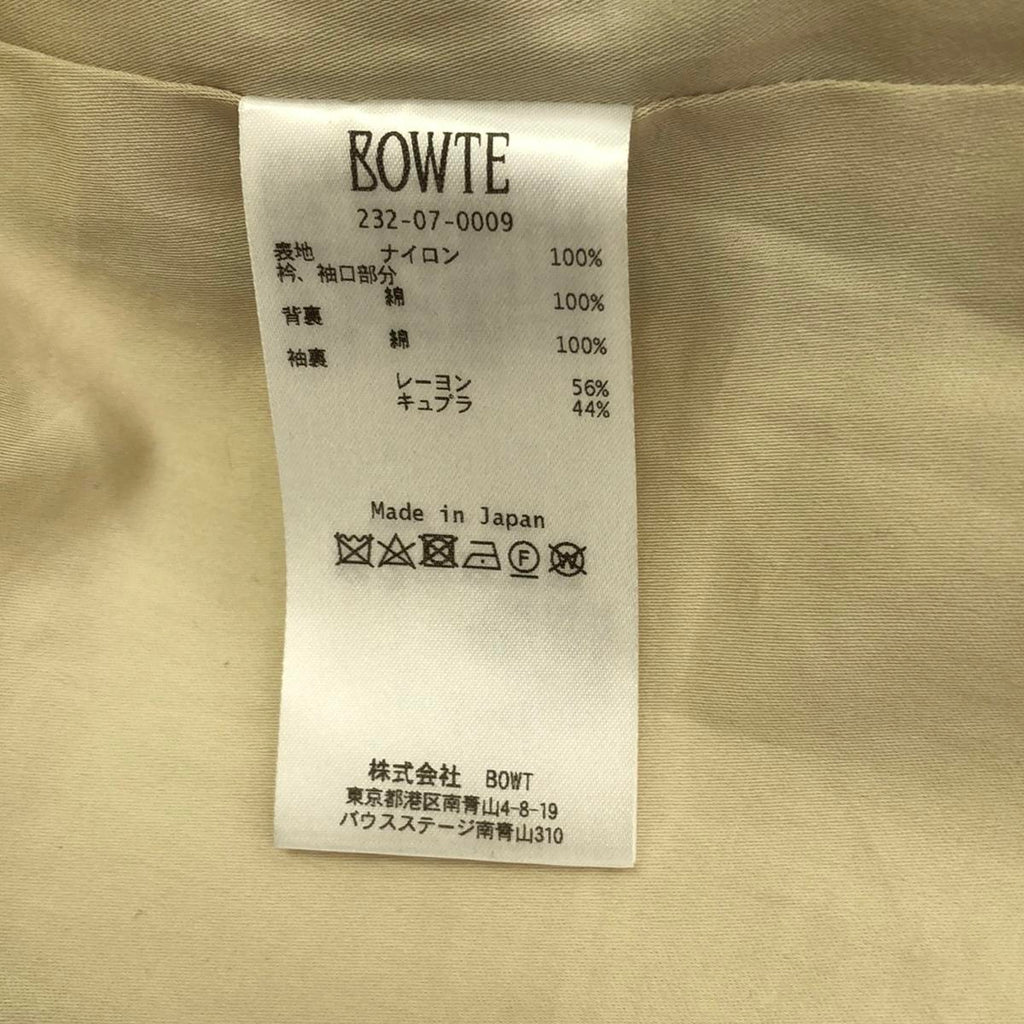 BOWTE
232-07-0009
表地 ナイロン 100%
衿、袖口部分
綿 100%
背裏
綿 100%
袖裏
レーヨン 56%
キュプラ 44%
Made in Japan
F W
株式会社 BOWT
東京都港区南青山4-8-19
バウスステージ南青山310